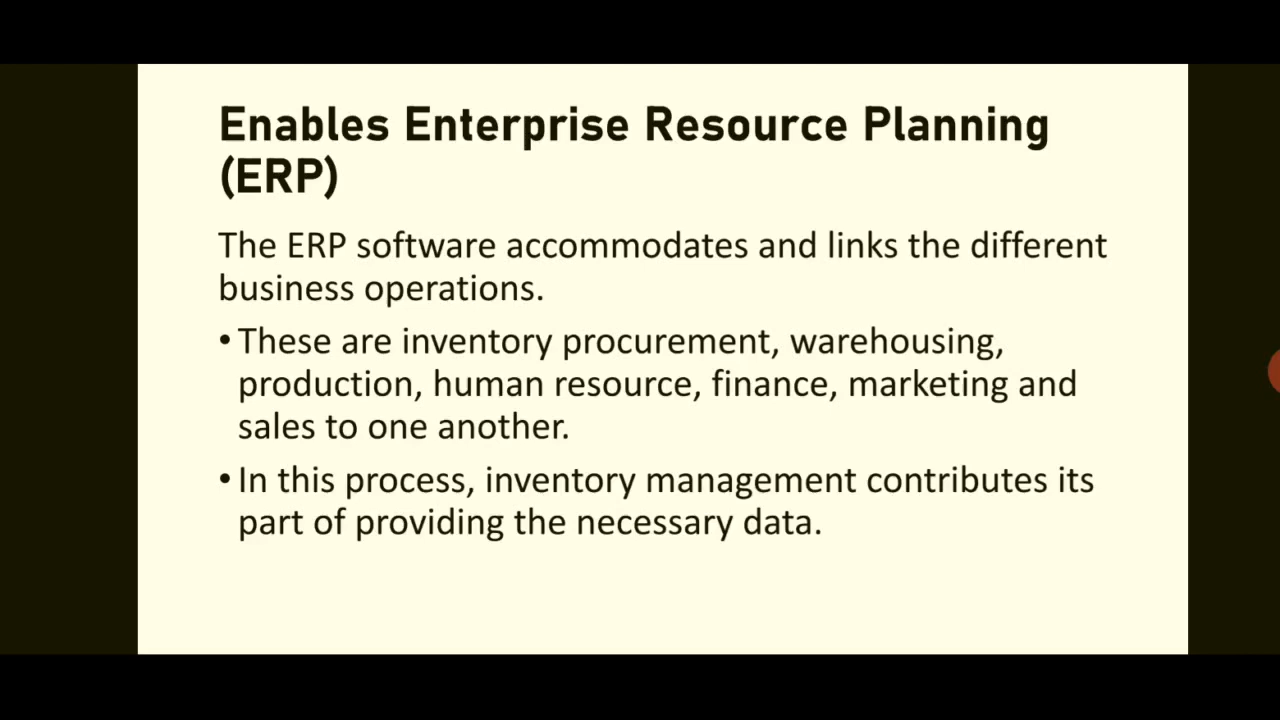 Enables Enterprise Resource Planning
(ERP)
The ERP software accommodates and links the different
business operations.
• These are inventory procurement, warehousing,
production, human resource, finance, marketing and
sales to one another.
• In this process, inventory management contributes its
part of providing the necessary data.